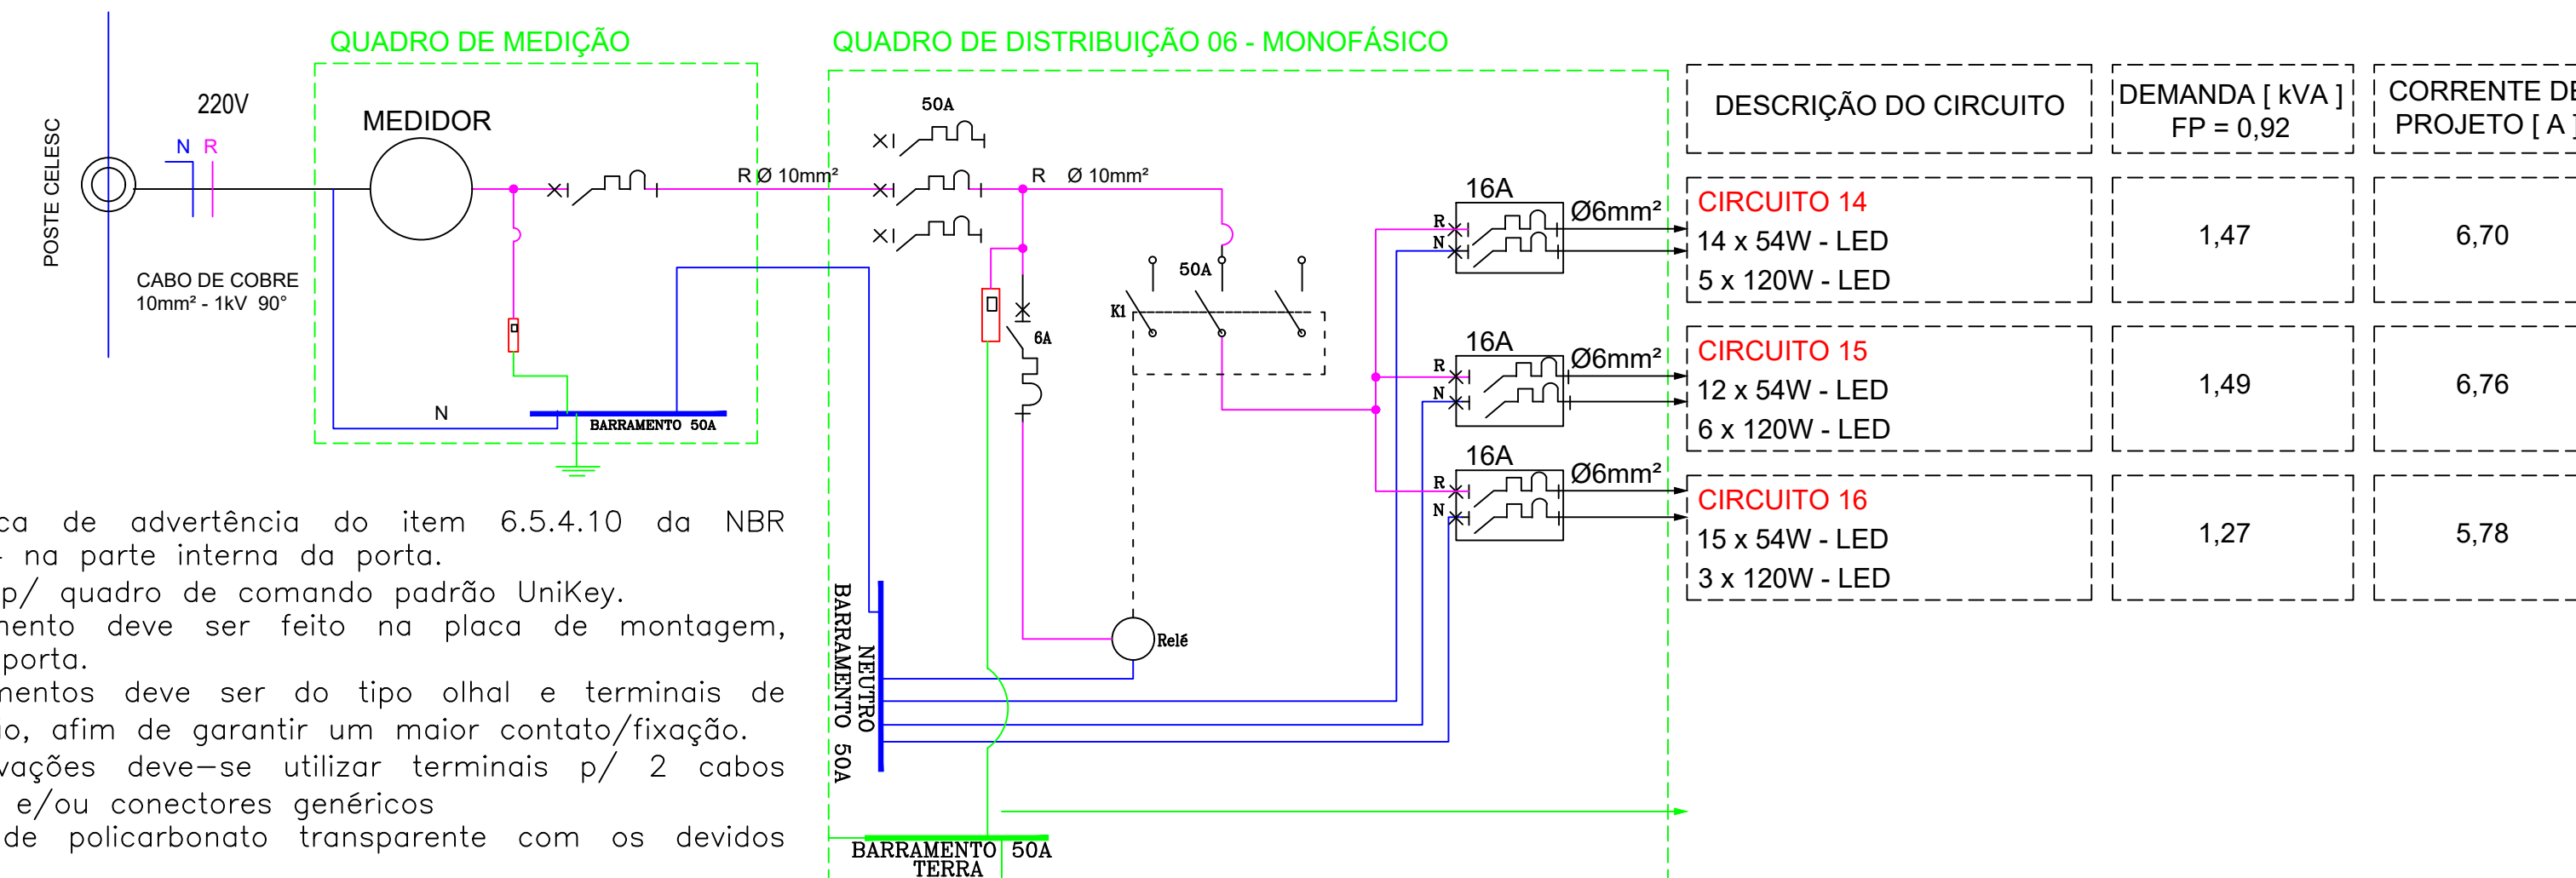 QUADRO DE MEDIÇÃO
QUADRO DE DISTRIBUIÇÃO 06 - MONOFÁSICO
POSTE CELESC
220V
N R
MEDIDOR
CABO DE COBRE
10mm² - 1kV 90°
N
BARRAMENTO 50A
R Ø 10mm²
50A
R Ø 10mm²
6A
K1
50A
Relé
NEUTRO
BARRAMENTO 50A
BARRAMENTO 50A
TERRA
16A
R
N
Ø6mm²
16A
R
N
Ø6mm²
16A
R
N
Ø6mm²
DESCRIÇÃO DO CIRCUITO
DEMANDA [ kVA ]
FP = 0,92
CORRENTE DE
PROJETO [ A ]
CIRCUITO 14
14 x 54W - LED
5 x 120W - LED
1,47
6,70
CIRCUITO 15
12 x 54W - LED
6 x 120W - LED
1,49
6,76
CIRCUITO 16
15 x 54W - LED
3 x 120W - LED
1,27
5,78
de advertência do item 6.5.4.10 da NBR
na parte interna da porta.
p/ quadro de comando padrão UniKey.
deve ser feito na placa de montagem,
porta.
deve ser do tipo olhal e terminais de
afim de garantir um maior contato/fixação.
deve-se utilizar terminais p/ 2 cabos
e/ou conectores genéricos
de policarbonato transparente com os devidos